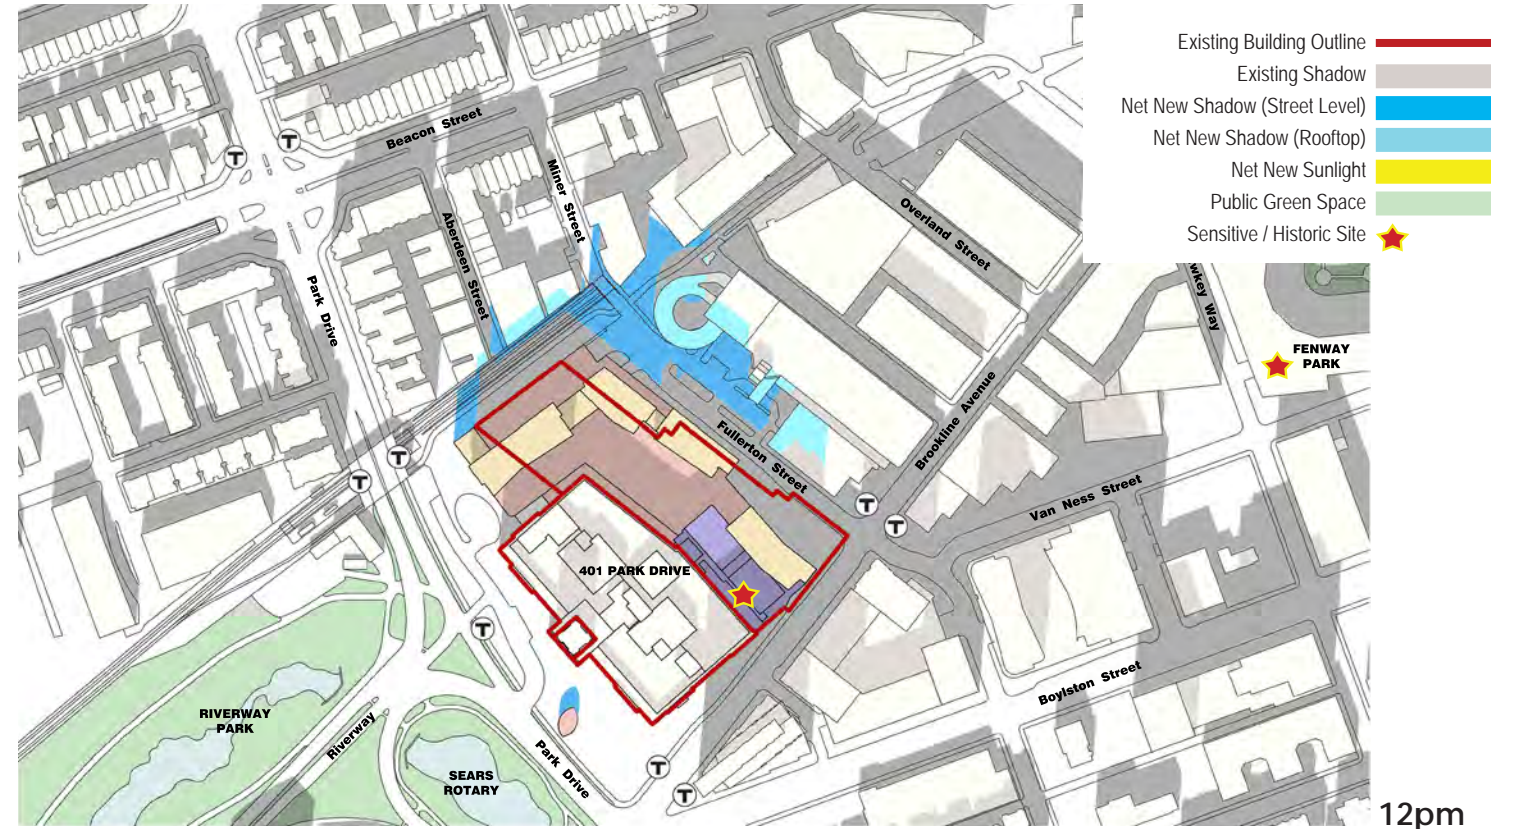 Existing Building Outline
Existing Shadow
Net New Shadow (Street Level)
Net New Shadow (Rooftop)
Net New Sunlight
Public Green Space
Sensitive / Historic Site
Beacon Street
T
T
Miner Street
Aberdeen Street
Park Drive
Overland Street
wkey Way
FENWAY
PARK
Brookline Avenue
Fullerton Street
Van Ness Street
T
T
T
T
401 PARK DRIVE
T
Boylston Street
RIVERWAY
PARK
Riverway
SEARS
ROTARY
Park Drive
T
T
12pm